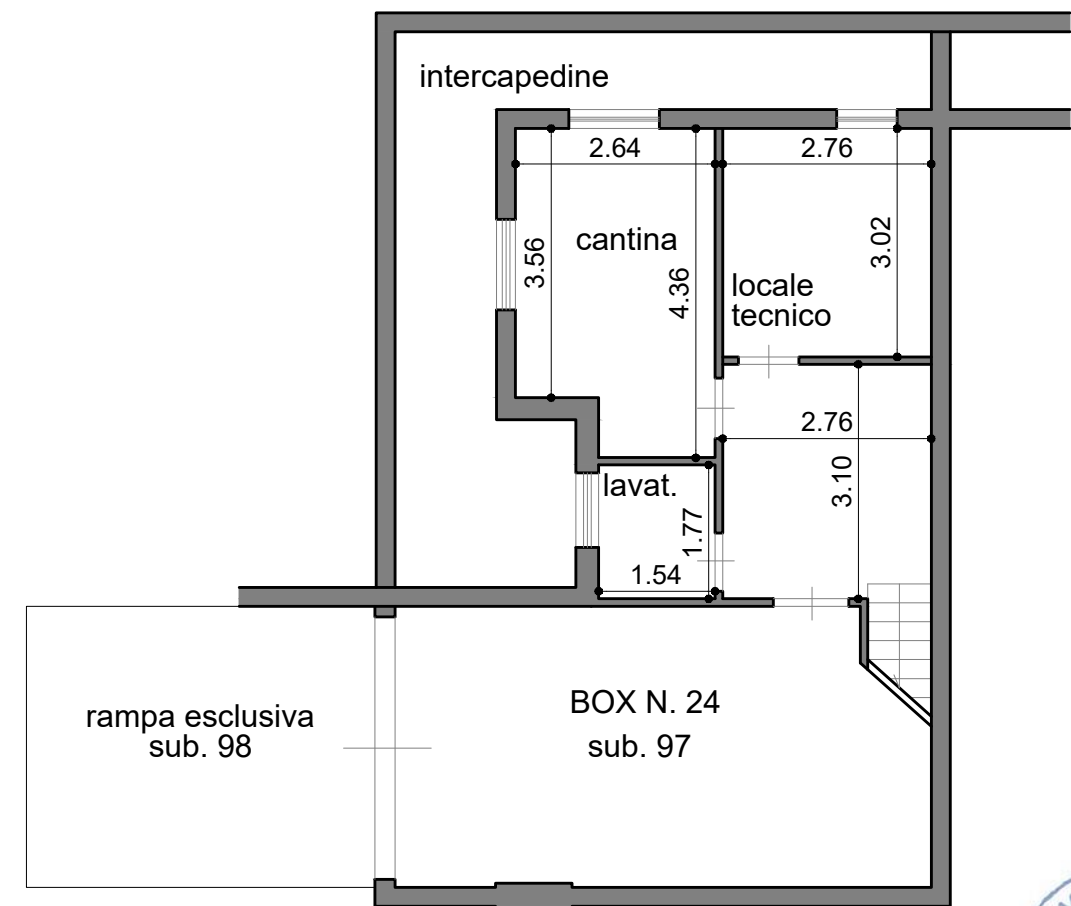 intercapedine
2.64
2.76
3.56
cantina
4.36
3.02
locale
tecnico
2.76
3.10
lavat.
1.77
1.54
BOX N. 24
sub. 97
rampa esclusiva
sub. 98